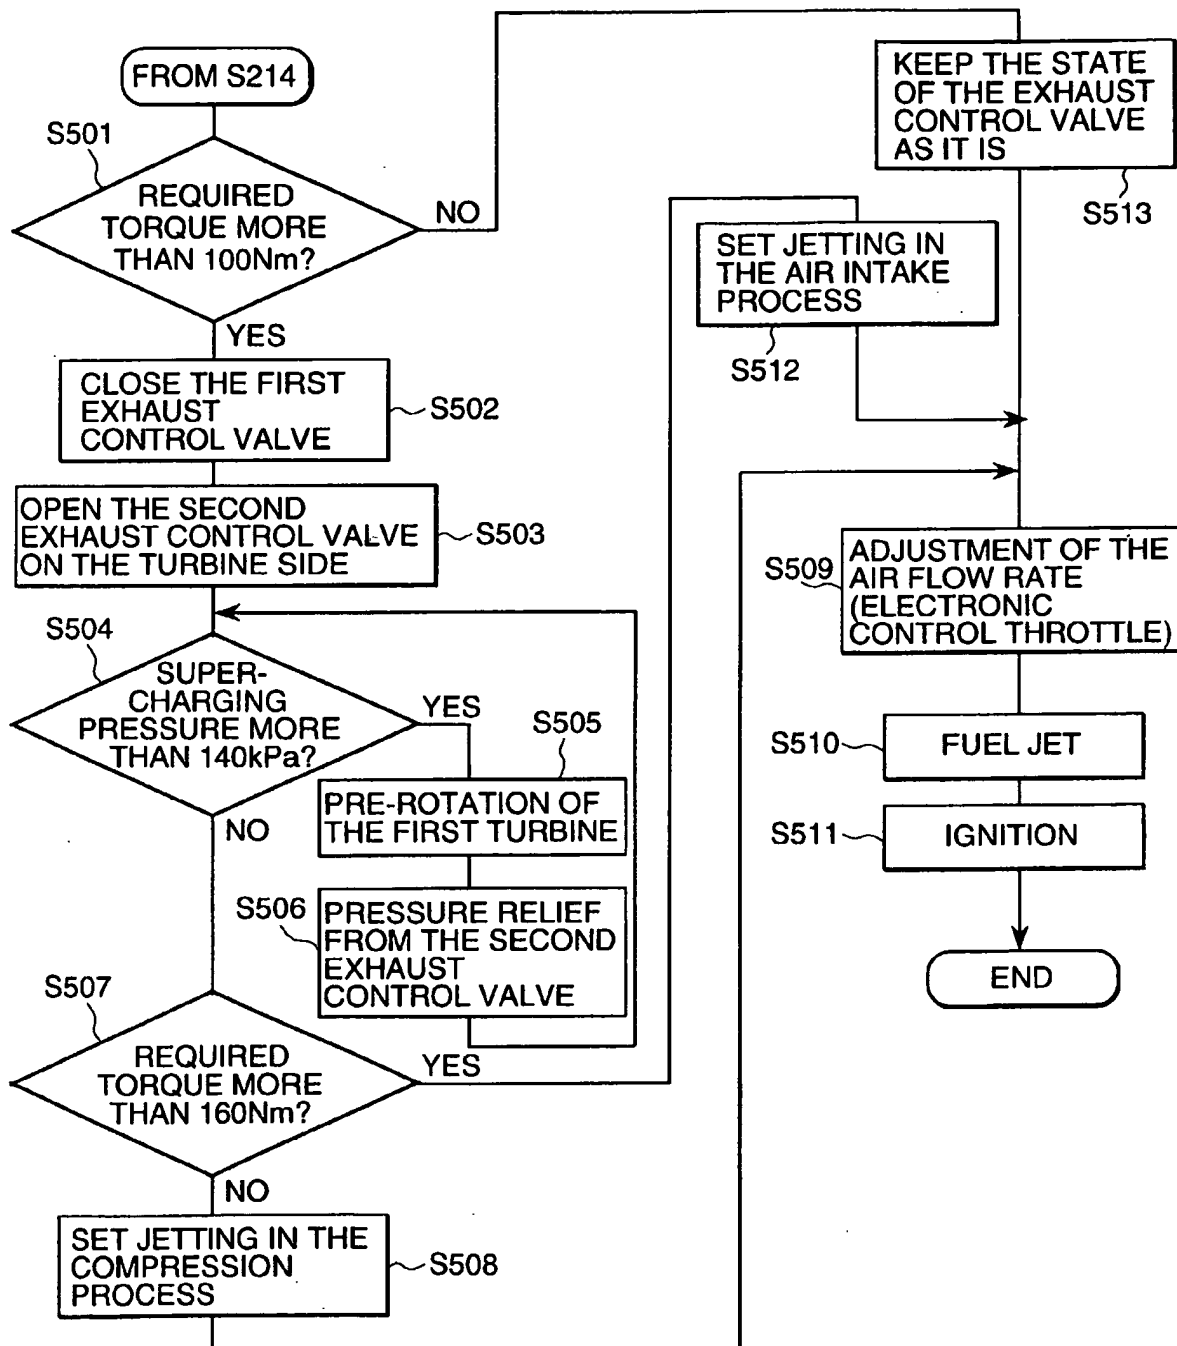 FROM S214
S501
REQUIRED
TORQUE MORE
THAN 100Nm?
NO
YES
CLOSE THE FIRST
EXHAUST
CONTROL VALVE
S502
OPEN THE SECOND
EXHAUST CONTROL VALVE
ON THE TURBINE SIDE
S503
S504
SUPER-
CHARGING
PRESSURE MORE
THAN 140kPa?
YES
NO
S505
PRE-ROTATION OF
THE FIRST TURBINE
S506
PRESSURE RELIEF
FROM THE SECOND
EXHAUST
CONTROL VALVE
S507
REQUIRED
TORQUE MORE
THAN 160Nm?
YES
NO
SET JETTING IN THE
COMPRESSION
PROCESS
S508
SET JETTING IN
THE AIR INTAKE
PROCESS
S512
KEEP THE STATE
OF THE EXHAUST
CONTROL VALVE
AS IT IS
S513
S509
ADJUSTMENT OF THE
AIR FLOW RATE
(ELECTRONIC
CONTROL THROTTLE)
S510
FUEL JET
S511
IGNITION
END